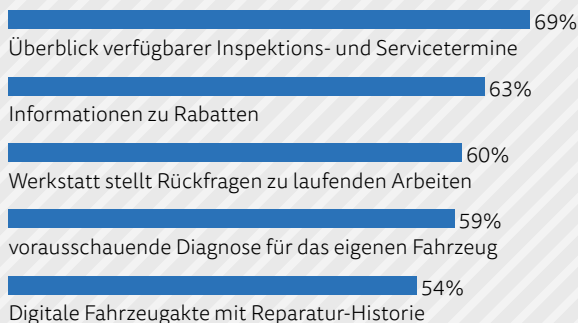 69%
Überblick verfügbarer Inspektions- und Servicetermine
63%
Informationen zu Rabatten
60%
Werkstatt stellt Rückfragen zu laufenden Arbeiten
59%
vorausschauende Diagnose für das eigenen Fahrzeug
54%
Digitale Fahrzeugakte mit Reparatur-Historie